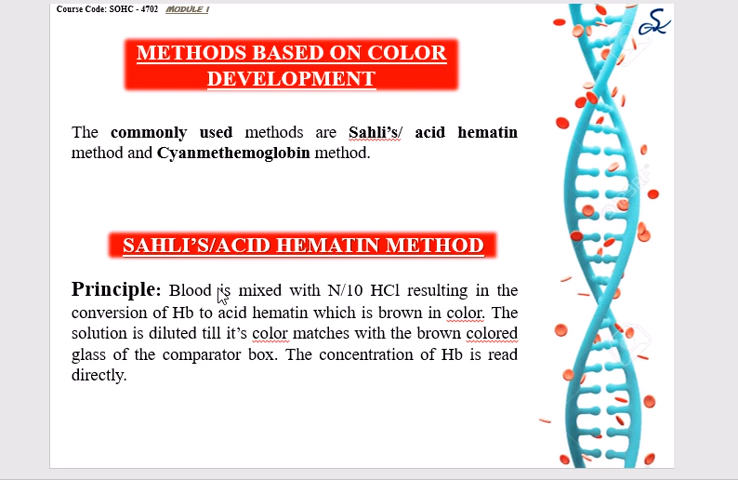 Course Code: SOHC - 4702 MODULE I
METHODS BASED ON COLOR
DEVELOPMENT
The commonly used methods are Sahli's/ acid hematin
method and Cyanmethemoglobin method.
SAHLI'S/ACID HEMATIN METHOD
Principle: Blood is mixed with N/10 HCl resulting in the
conversion of Hb to acid hematin which is brown in color. The
solution is diluted till it's color matches with the brown colored
glass of the comparator box. The concentration of Hb is read
directly.